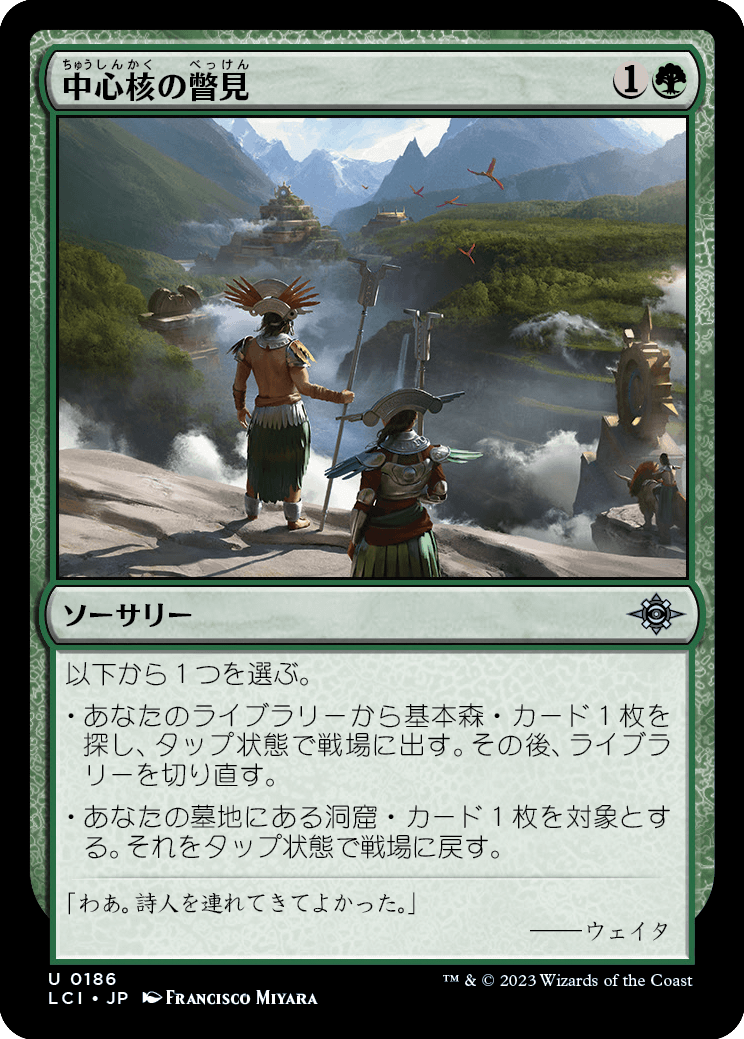 ちゅうしんかく べっけん
中心核の瞥見
1
ソーサリー
以下から1つを選ぶ。
・あなたのライブラリーから基本森・カード1枚を
探し、タップ状態で戦場に出す。その後、ライブラ
リーを切り直す。
・あなたの墓地にある洞窟・カード1枚を対象とす
る。それをタップ状態で戦場に戻す。
「わあ。詩人を連れてきてよかった。」
――ウェイタ
U 0186
LCI • JP Francisco Miyara
™ & © 2023 Wizards of the Coast